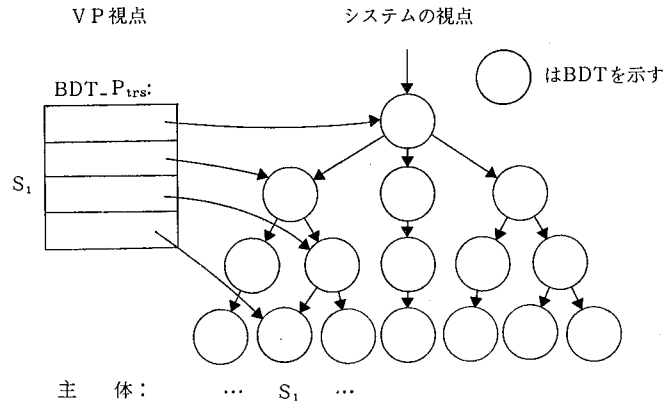 ＶＰ視点
システムの視点
はBDTを示す
BDT_Ptrs:
S₁
主　体：　…　S₁　…